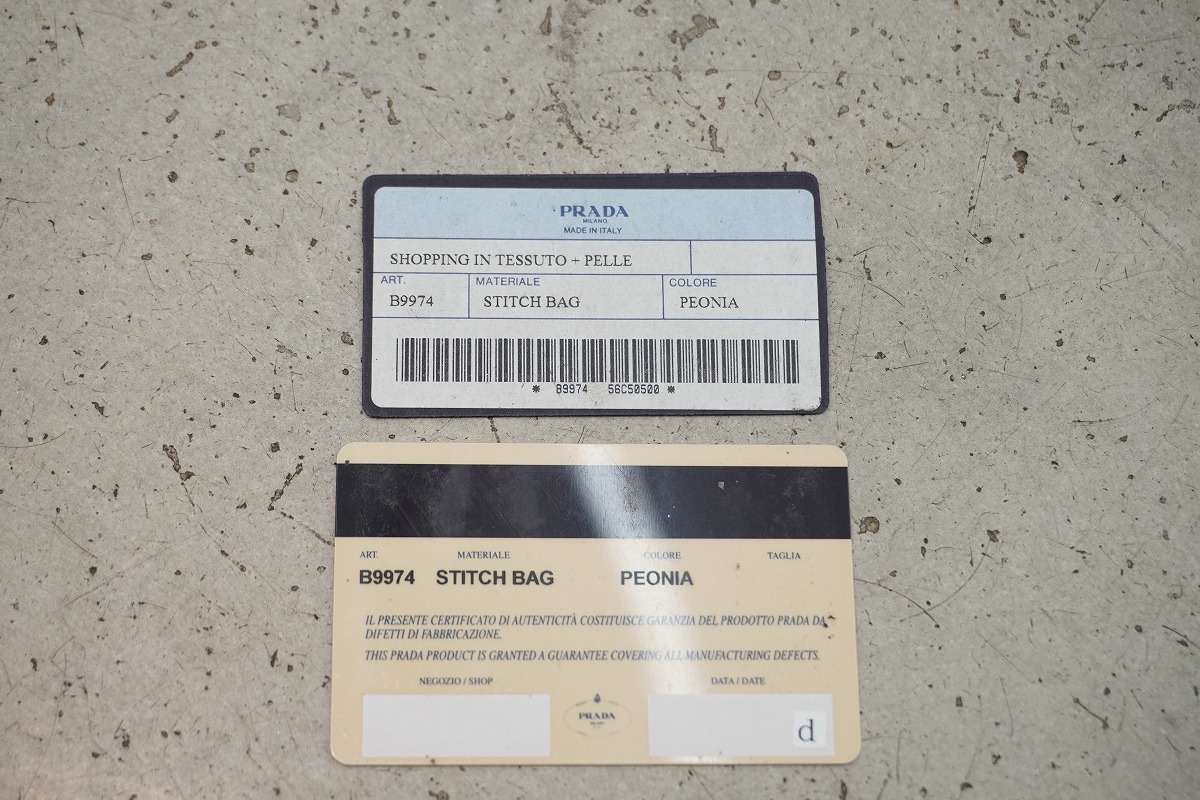 PRADA
MILANO
MADE IN ITALY
SHOPPING IN TESSUTO + PELLE
ART. MATERIALE COLORE
B9974 STITCH BAG PEONIA
* B9974 56C50500 *
ART. MATERIALE COLORE TAGLIA
B9974 STITCH BAG PEONIA
IL PRESENTE CERTIFICATO DI AUTENTICITÀ COSTITUISCE GARANZIA DEL PRODOTTO PRADA DA
DIFETTI DI FABBRICAZIONE.
THIS PRADA PRODUCT IS GRANTED A GUARANTEE COVERING ALL MANUFACTURING DEFECTS.
NEGOZIO / SHOP DATA / DATE
PRADA
MILANO
d